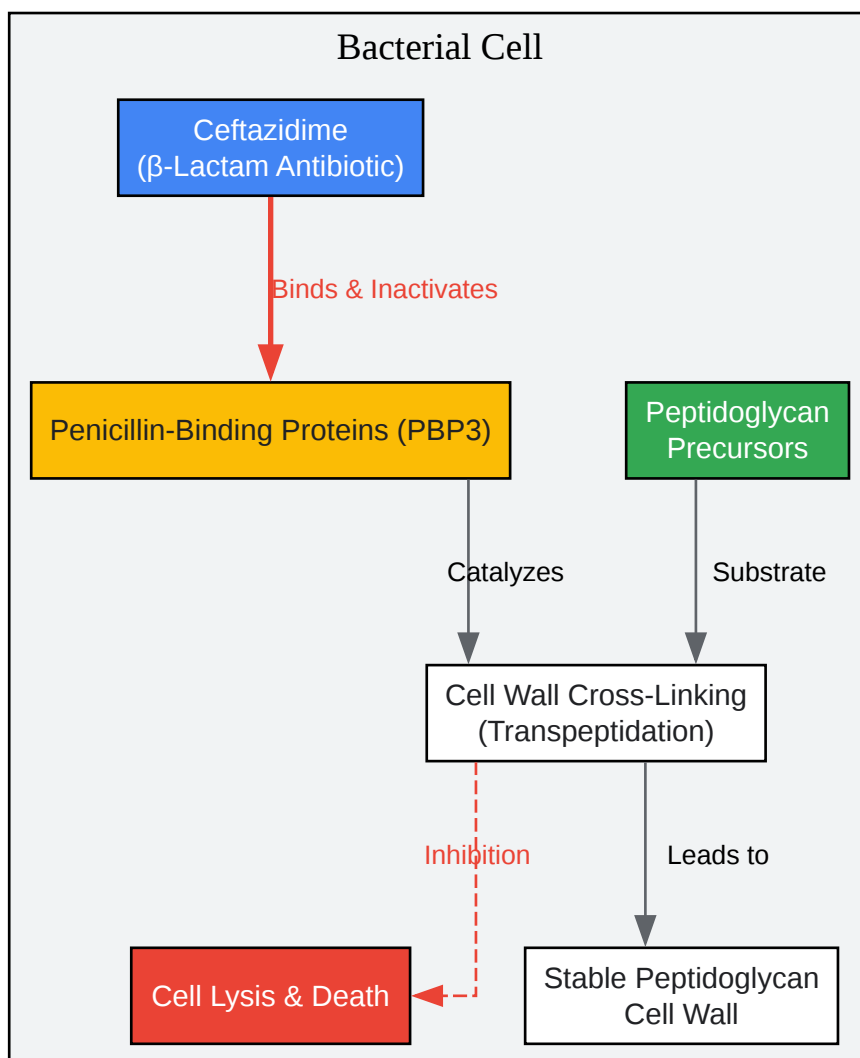 Bacterial Cell
Ceftazidime
(β-Lactam Antibiotic)
Binds & Inactivates
Penicillin-Binding Proteins (PBP3)
Peptidoglycan
Precursors
Catalyzes
Substrate
Cell Wall Cross-Linking
(Transpeptidation)
Inhibition
Leads to
Cell Lysis & Death
Stable Peptidoglycan
Cell Wall